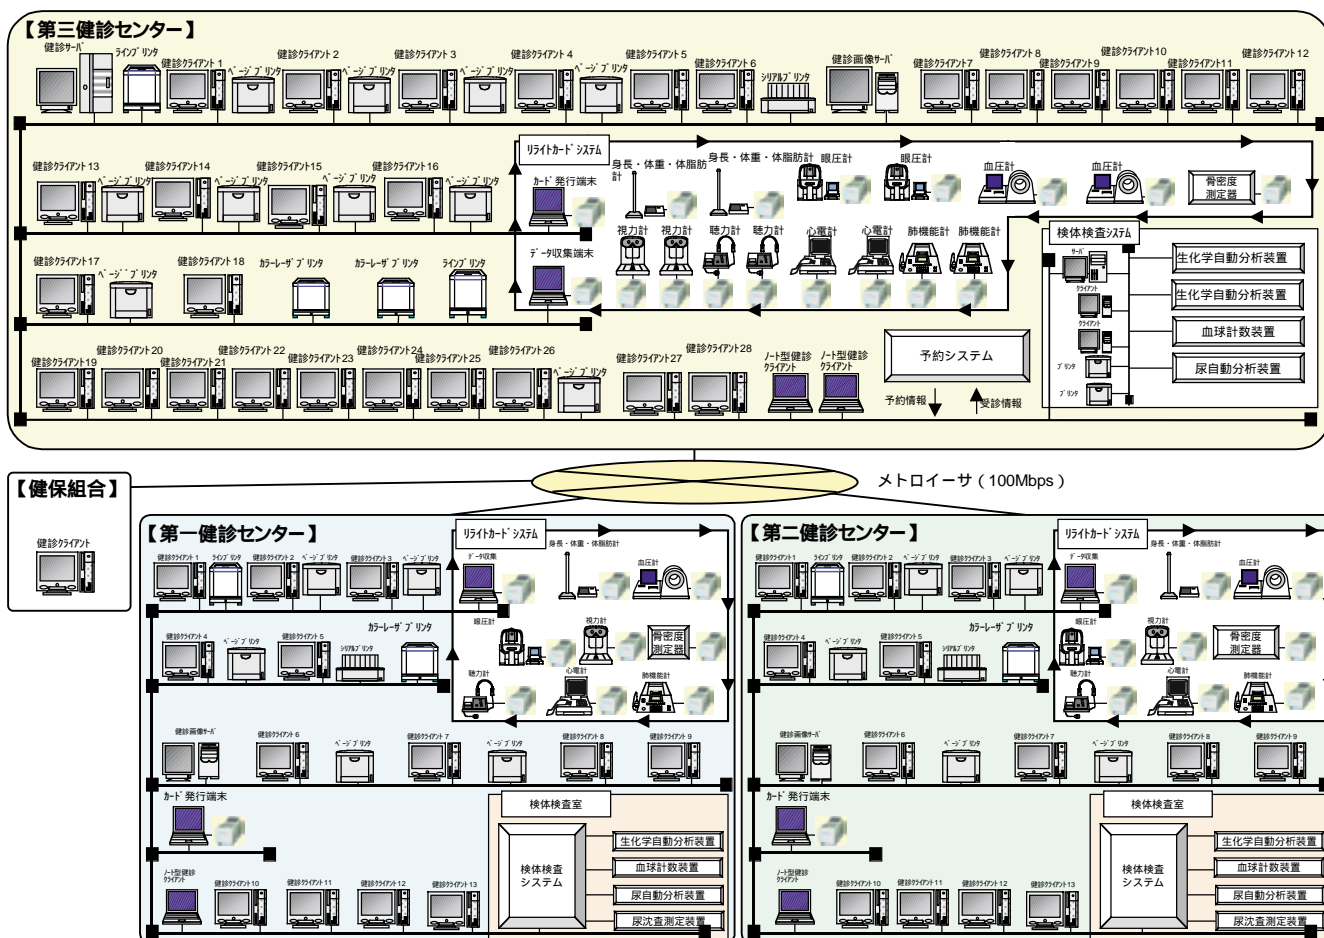 【第三健診センター】
健診サーバ
ラインプリンタ
健診クライアント1
ページプリンタ
健診クライアント2
ページプリンタ
健診クライアント3
ページプリンタ
健診クライアント4
ページプリンタ
健診クライアント5
健診クライアント6
シリアルプリンタ
健診画像サーバ
健診クライアント7
健診クライアント8
健診クライアント9
健診クライアント10
健診クライアント11
健診クライアント12
健診クライアント13
ページプリンタ
健診クライアント14
ページプリンタ
健診クライアント15
ページプリンタ
健診クライアント16
ページプリンタ
リライトカードシステム
カード発行端末
身長・体重・体脂肪計
身長・体重・体脂肪計
眼圧計
眼圧計
血圧計
血圧計
骨密度
測定器
データ収集端末
視力計
視力計
聴力計
聴力計
心電計
心電計
肺機能計
肺機能計
健診クライアント17
ページプリンタ
健診クライアント18
カラーレーザプリンタ
カラーレーザプリンタ
ラインプリンタ
検体検査システム
サーバ
クライアント
クライアント
プリンタ
プリンタ
生化学自動分析装置
生化学自動分析装置
血球計数装置
尿自動分析装置
健診クライアント19
健診クライアント20
健診クライアント21
健診クライアント22
健診クライアント23
健診クライアント24
健診クライアント25
健診クライアント26
ページプリンタ
健診クライアント27
健診クライアント28
ノート型健診
クライアント
ノート型健診
クライアント
予約システム
予約情報
受診情報
メトロイーサ(100Mbps)
【健保組合】
健診クライアント
【第一健診センター】
健診クライアント1
ラインプリンタ
健診クライアント2
ページプリンタ
健診クライアント3
ページプリンタ
リライトカードシステム
データ収集
身長・体重・体脂肪計
血圧計
健診クライアント4
ページプリンタ
健診クライアント5
シリアルプリンタ
カラーレーザプリンタ
眼圧計
視力計
骨密度
測定器
聴力計
心電計
肺機能計
健診画像サーバ
健診クライアント6
ページプリンタ
健診クライアント7
ページプリンタ
健診クライアント8
健診クライアント9
カード発行端末
ノート型健診
クライアント
健診クライアント10
健診クライアント11
健診クライアント12
健診クライアント13
検体検査室
検体検査
システム
生化学自動分析装置
血球計数装置
尿自動分析装置
尿沈査測定装置
【第二健診センター】
健診クライアント1
ラインプリンタ
健診クライアント2
ページプリンタ
健診クライアント3
ページプリンタ
リライトカードシステム
データ収集
身長・体重・体脂肪計
血圧計
健診クライアント4
ページプリンタ
健診クライアント5
シリアルプリンタ
カラーレーザプリンタ
眼圧計
視力計
骨密度
測定器
聴力計
心電計
肺機能計
健診画像サーバ
健診クライアント6
ページプリンタ
健診クライアント7
ページプリンタ
健診クライアント8
健診クライアント9
カード発行端末
ノート型健診
クライアント
健診クライアント10
健診クライアント11
健診クライアント12
健診クライアント13
検体検査室
検体検査
システム
生化学自動分析装置
血球計数装置
尿自動分析装置
尿沈査測定装置